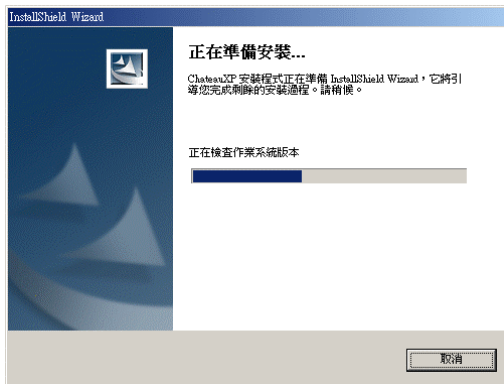 InstallShield Wizard
正在準備安裝...
ChateauXP 安裝程式正在準備 InstallShield Wizard，它將引
導您完成剩餘的安裝過程。請稍候。
正在檢查作業系統版本
取消